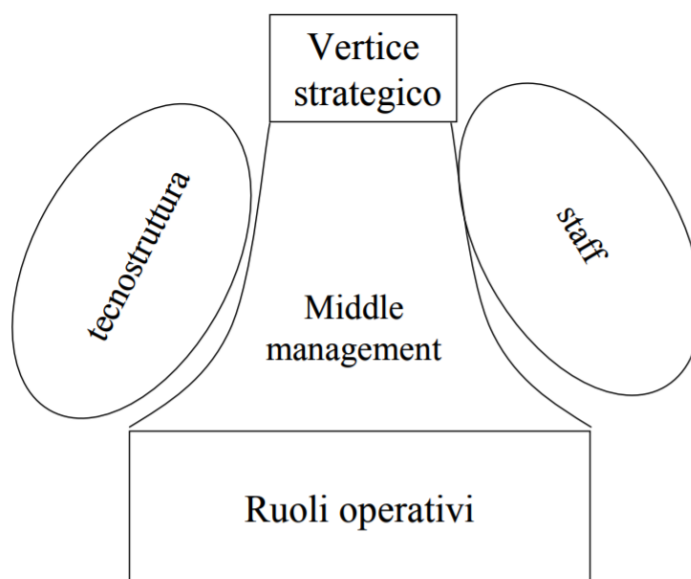 Vertice
strategico
tecnostruttura
staff
Middle
management
Ruoli operativi